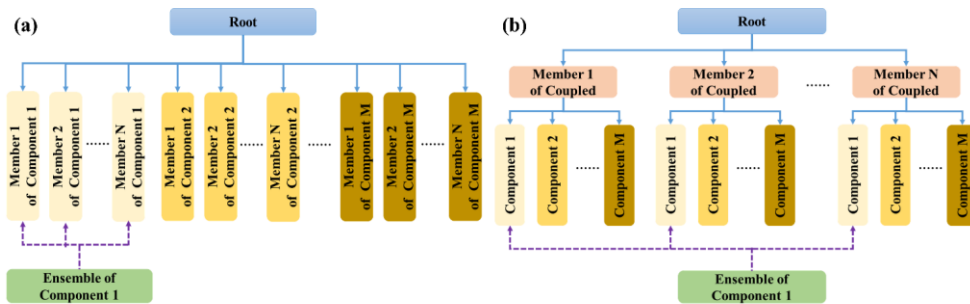 (a)
Root
Member 1
of Component 1
Member 2
of Component 1
........
Member N
of Component 1
Member 1
of Component 2
Member 2
of Component 2
........
Member N
of Component 2
........
Member 1
of Component M
Member 2
of Component M
........
Member N
of Component M
Ensemble of
Component 1
(b)
Root
Member 1
of Coupled
Member 2
of Coupled
......
Member N
of Coupled
Component 1
Component 2
........
Component M
Component 1
Component 2
........
Component M
Component 1
Component 2
........
Component M
Ensemble of
Component 1